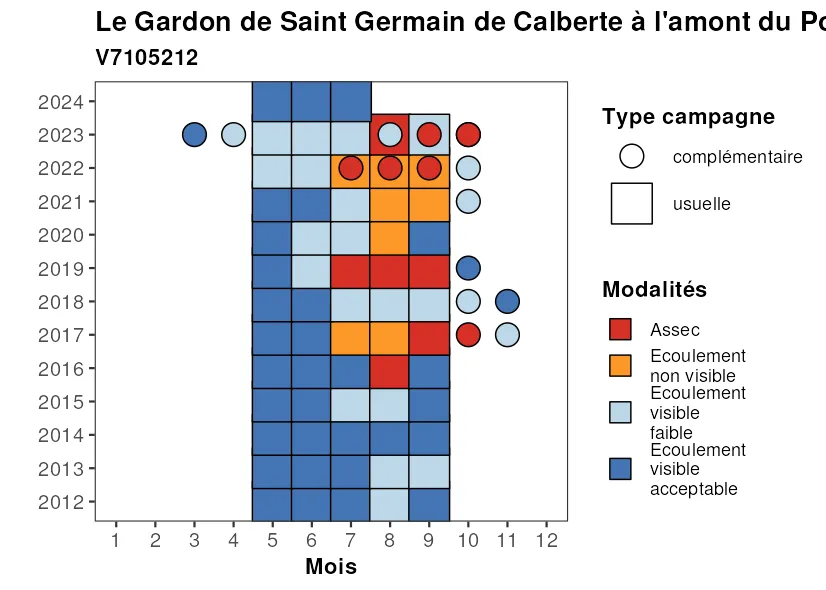 Le Gardon de Saint Germain de Calberte à l'amont du
V7105212
2024
2023
2022
2021
2020
2019
2018
2017
2016
2015
2014
2013
2012
1 2 3 4 5 6 7 8 9 10 11 12
Mois
Type campagne
complémentaire
usuelle
Modalités
Assec
Ecoulement
non visible
Ecoulement
visible
faible
Ecoulement
visible
acceptable